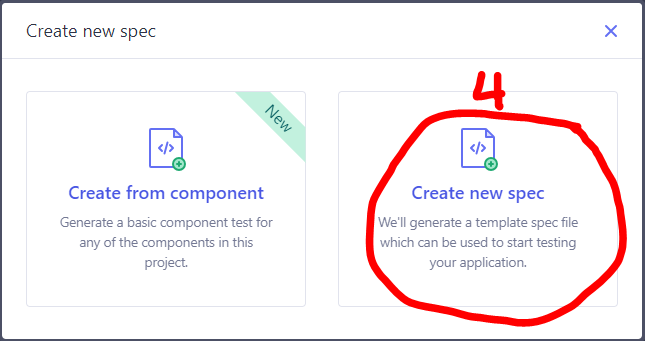 Create new spec
4
New
</>
</>
Create from component
Create new spec
Generate a basic component test for
any of the components in this
project.
We'll generate a template spec file
which can be used to start testing
your application.